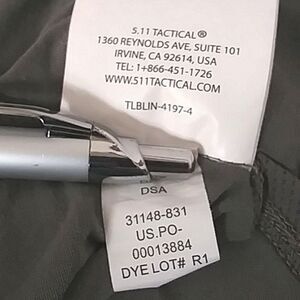 5.11 TACTICAL®
1360 REYNOLDS AVE, SUITE 101
IRVINE, CA 92614, USA
TEL: 1+866-451-1726
WWW.511TACTICAL.COM
TLBLIN-4197-4
DSA
31148-831
US.PO-
00013884
DYE LOT# R1